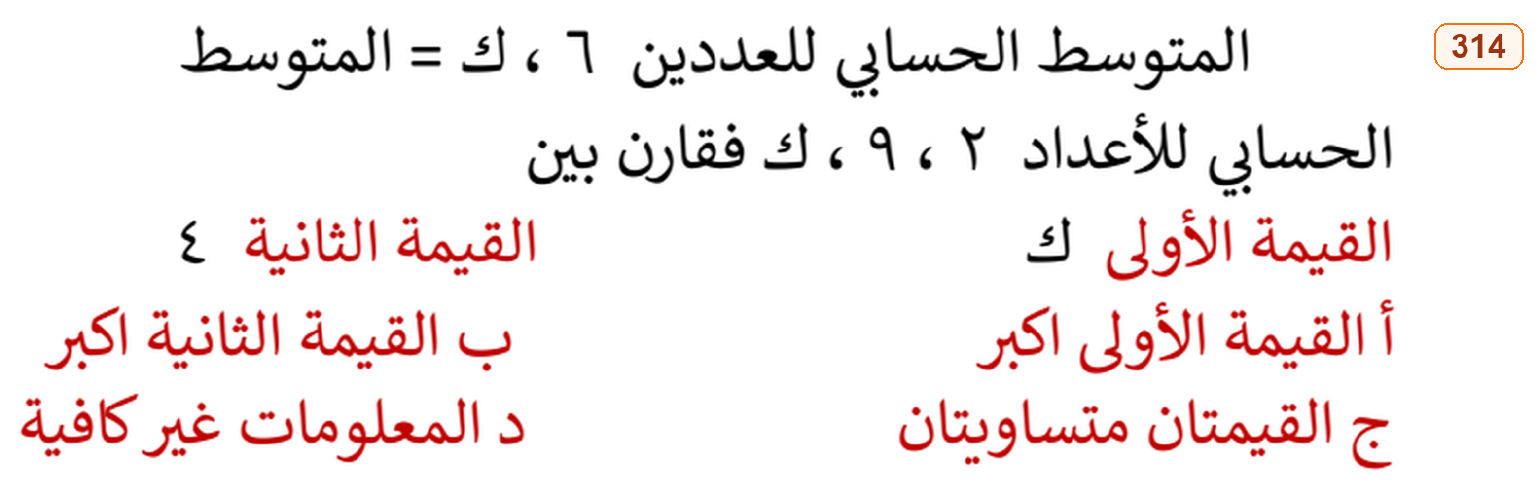 314
المتوسط الحسابي للعددين ٦ ، ك = المتوسط
الحسابي للأعداد ٢ ، ٩ ، ك فقارن بين
القيمة الأولى ك القيمة الثانية ٤
أ القيمة الأولى اكبر ب القيمة الثانية اكبر
ج القيمتان متساويتان د المعلومات غير كافية